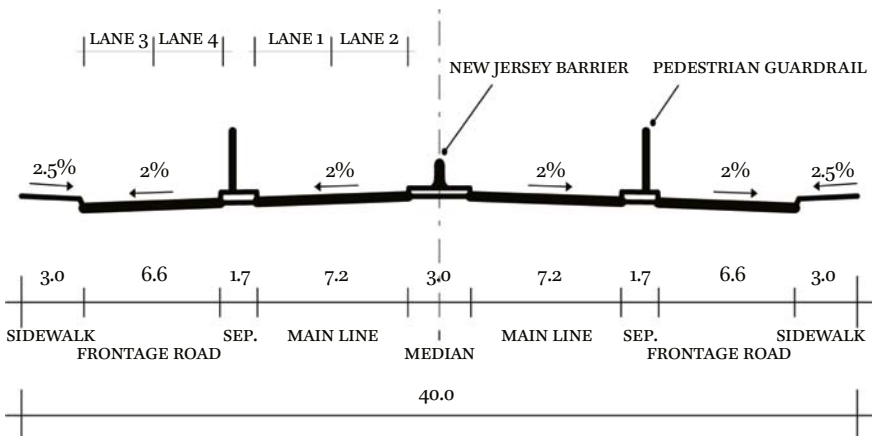 LANE 3 LANE 4 LANE 1 LANE 2
NEW JERSEY BARRIER PEDESTRIAN GUARDRAIL
2.5% 2% 2% 2% 2% 2.5%
3.0 6.6 1.7 7.2 3.0 7.2 1.7 6.6 3.0
SIDEWALK SEP. MAIN LINE MEDIAN MAIN LINE SEP. SIDEWALK
FRONTAGE ROAD FRONTAGE ROAD
40.0